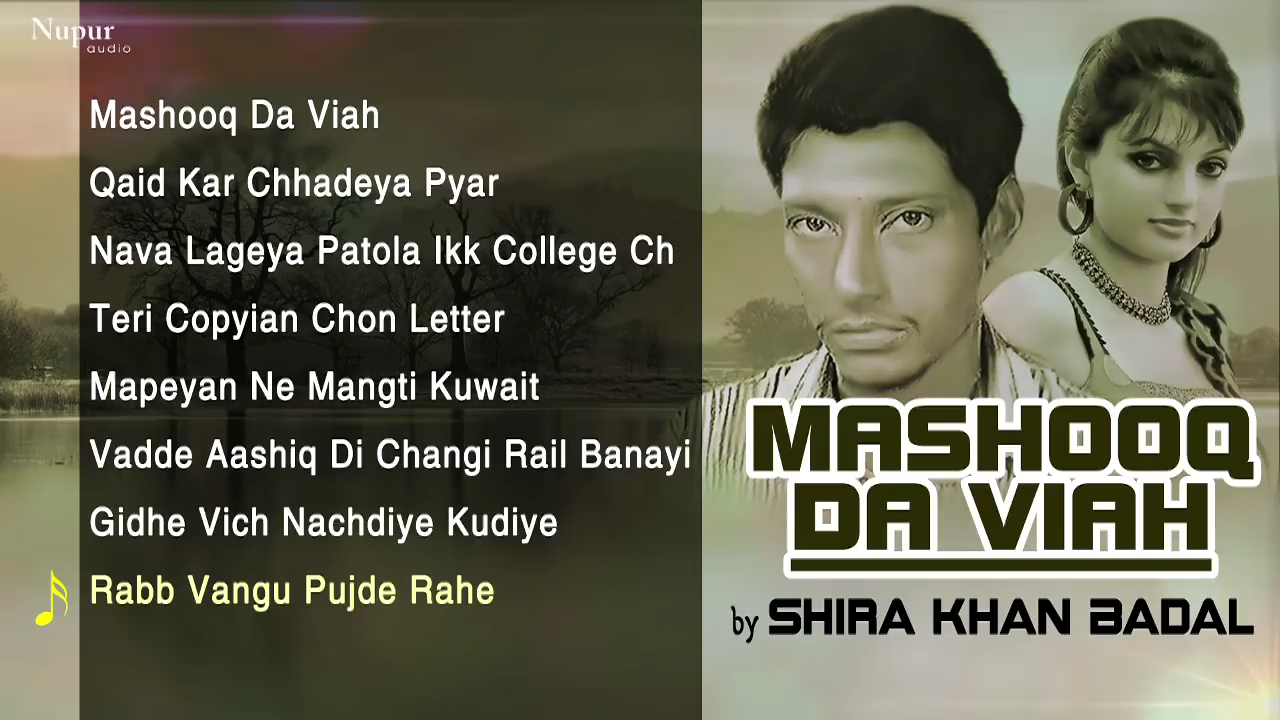 Nupur
audio
Mashooq Da Viah
Qaid Kar Chhadeya Pyar
Nava Lageya Patola Ikk College Ch
Teri Copyian Chon Letter
Mapeyan Ne Mangti Kuwait
Vadde Aashiq Di Changi Rail Banayi
Gidhe Vich Nachdiye Kudiye
Rabb Vangu Pujde Rahe
MASHOOQ
DA VIAH
by SHIRA KHAN BADAL